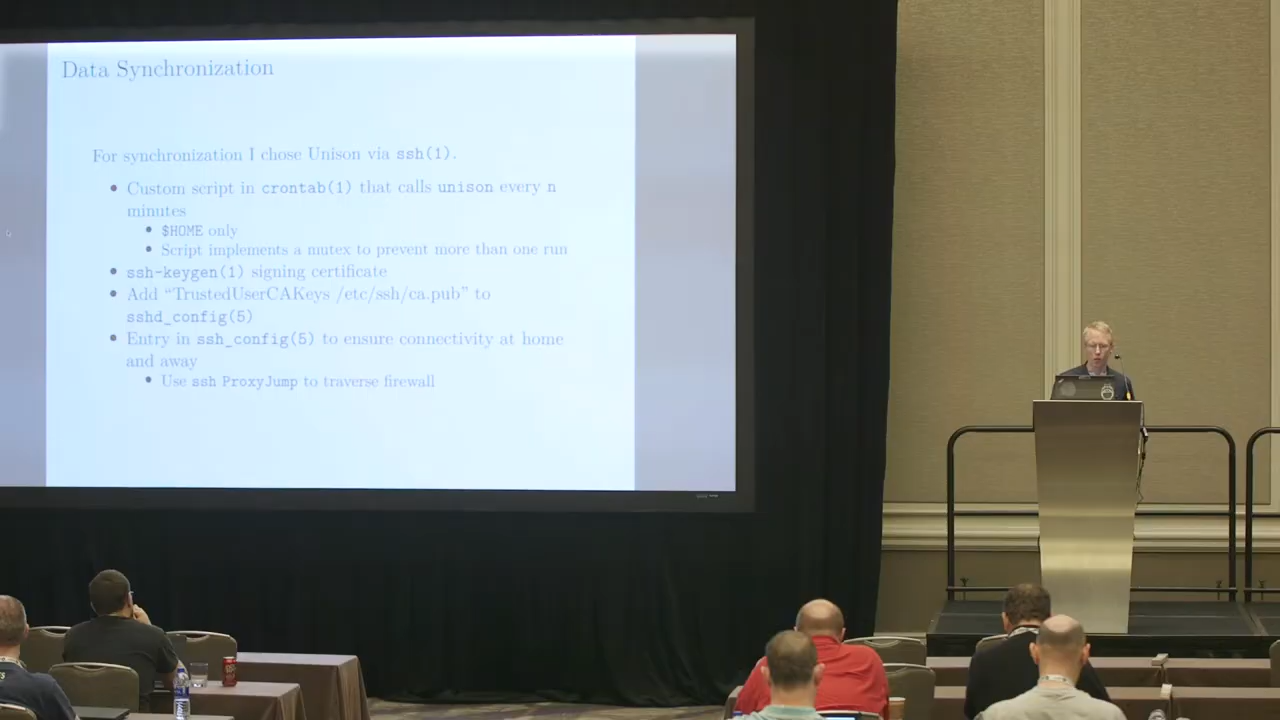 Data Synchronization
For synchronization I chose Unison via ssh(1).
• Custom script in crontab(1) that calls unison every n
minutes
• $HOME only
• Script implements a mutex to prevent more than one run
• ssh-keygen(1) signing certificate
• Add “TrustedUserCAKeys /etc/ssh/ca.pub” to
sshd_config(5)
• Entry in ssh_config(5) to ensure connectivity at home
and away
• Use ssh ProxyJump to traverse firewall